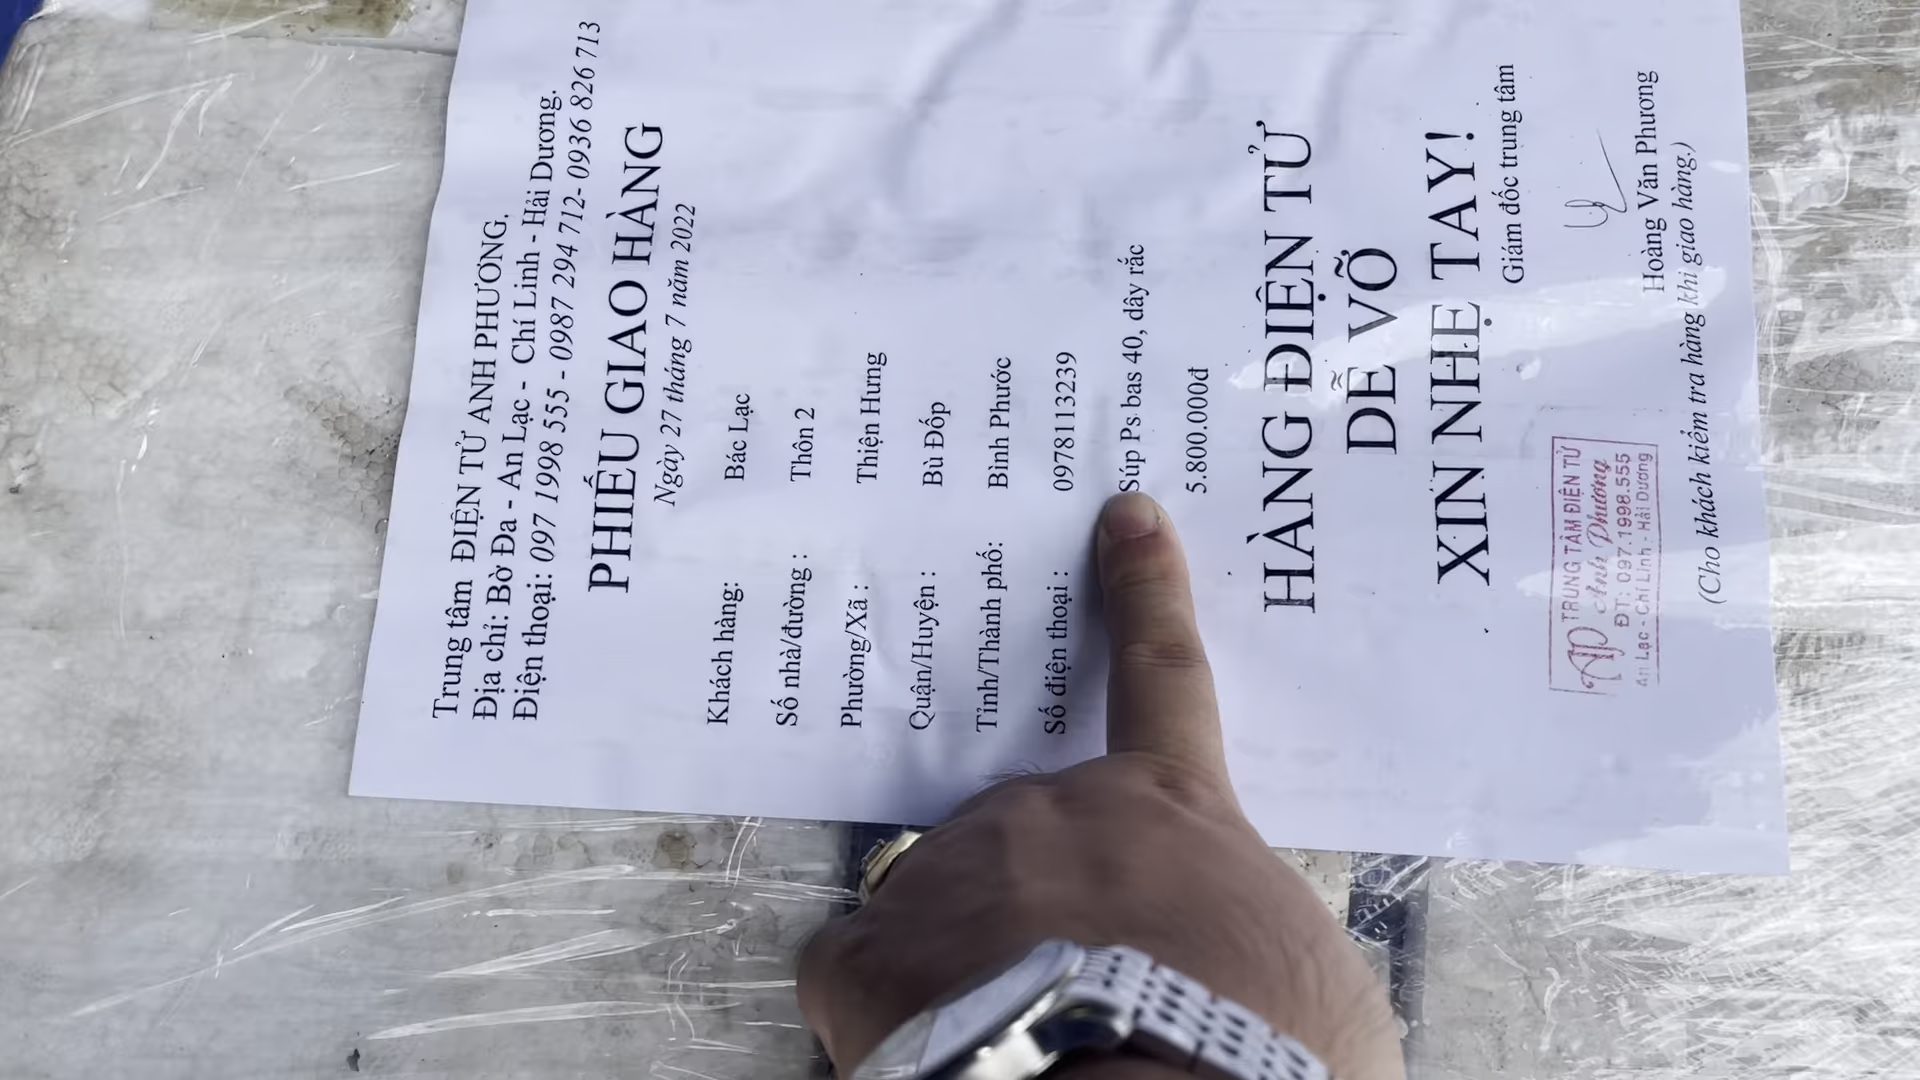 Trung tâm ĐIỆN TỬ ANH PHƯƠNG.
Địa chỉ: Bờ Đa - An Lạc - Chí Linh - Hải Dương.
Điện thoại: 097 1998 555 - 0987 294 712- 0936 826 713
PHIẾU GIAO HÀNG
Ngày 27 tháng 7 năm 2022
Khách hàng: Bác Lạc
Số nhà/đường : Thôn 2
Phường/Xã : Thiện Hưng
Quận/Huyện : Bù Đốp
Tỉnh/Thành phố: Bình Phước
Số điện thoại : 0978113239
Súp Ps bas 40, dây rắc
5.800.000đ
HÀNG ĐIỆN TỬ
DỄ VỠ
XIN NHẸ TAY!
Giám đốc trung tâm
AP TRUNG TÂM ĐIỆN TỬ
Anh Phương
ĐT: 097.1998.555
An Lạc - Chí Linh - Hải Dương
Hoàng Văn Phương
(Cho khách kiểm tra hàng khi giao hàng.)